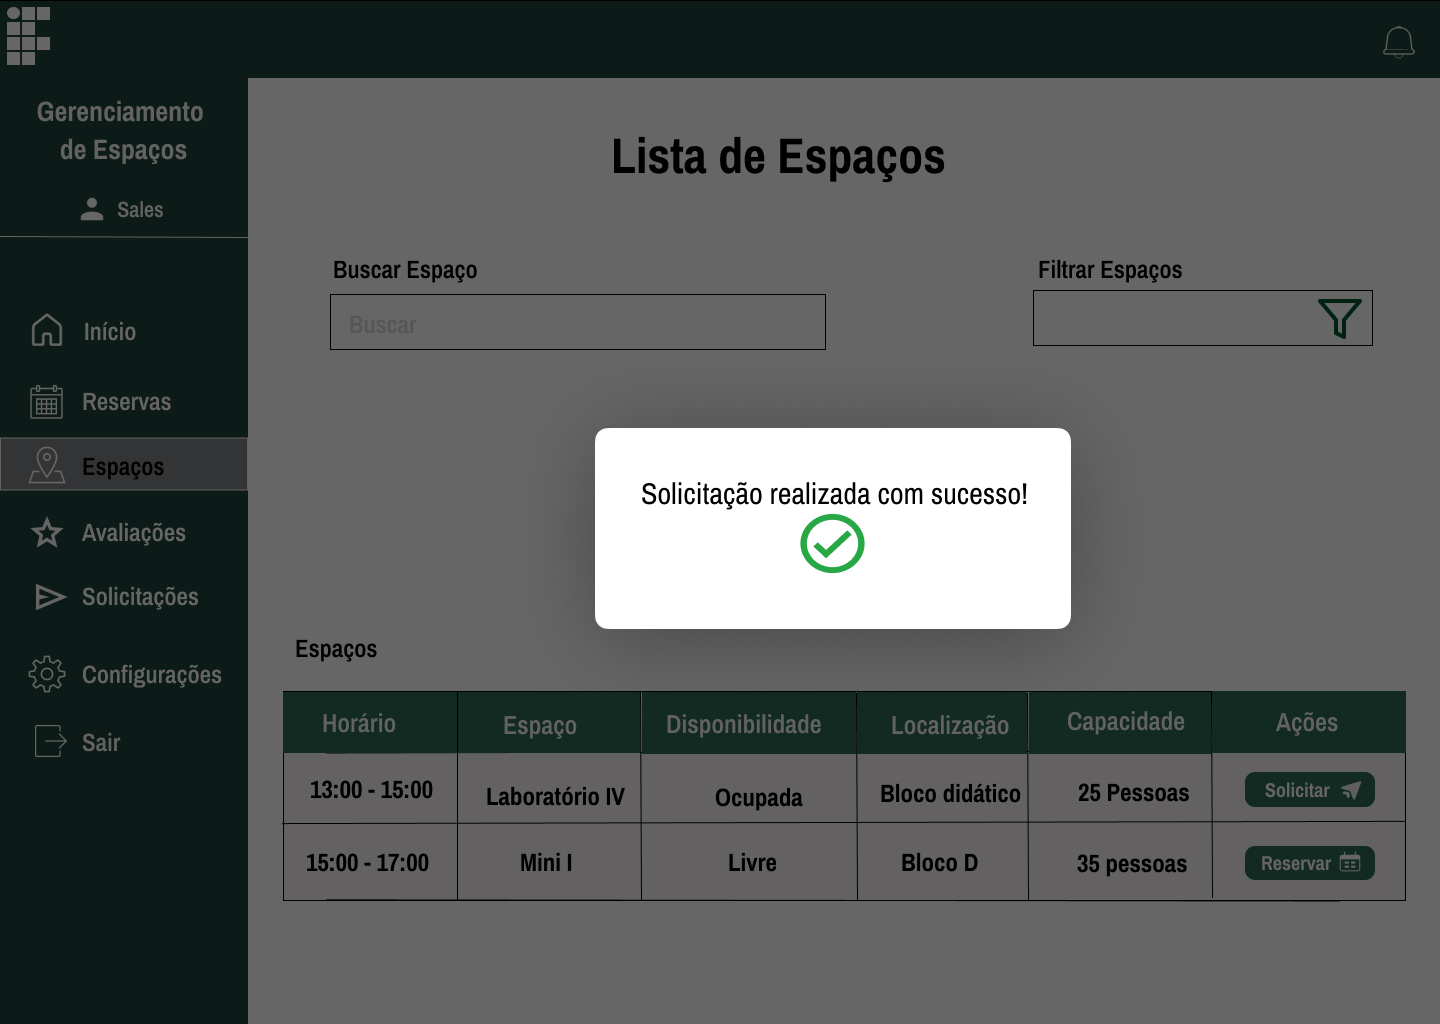 Gerenciamento
de Espaços
Sales
Início
Reservas
Espaços
Avaliações
Solicitações
Configurações
Sair
Lista de Espaços
Buscar Espaço
Filtrar Espaços
Buscar
Solicitação realizada com sucesso!
Espaços
Horário Espaço Disponibilidade Localização Capacidade Ações
13:00 - 15:00 Laboratório IV Ocupada Bloco didático 25 Pessoas Solicitar
15:00 - 17:00 Mini I Livre Bloco D 35 pessoas Reservar